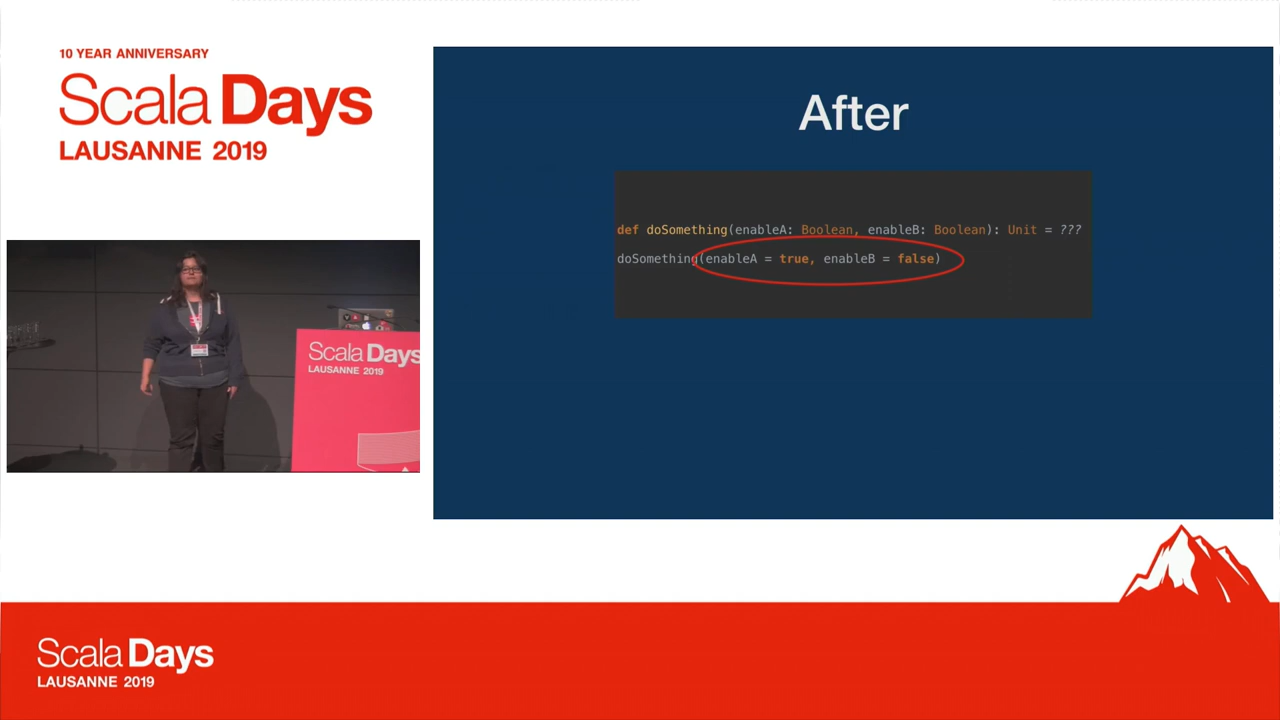 10 YEAR ANNIVERSARY
Scala Days
LAUSANNE 2019
After
def doSomething(enableA: Boolean, enableB: Boolean): Unit = ???
doSomething(enableA = true, enableB = false)
Scala Days
LAUSANNE 2019
Scala Days
LAUSANNE 2019